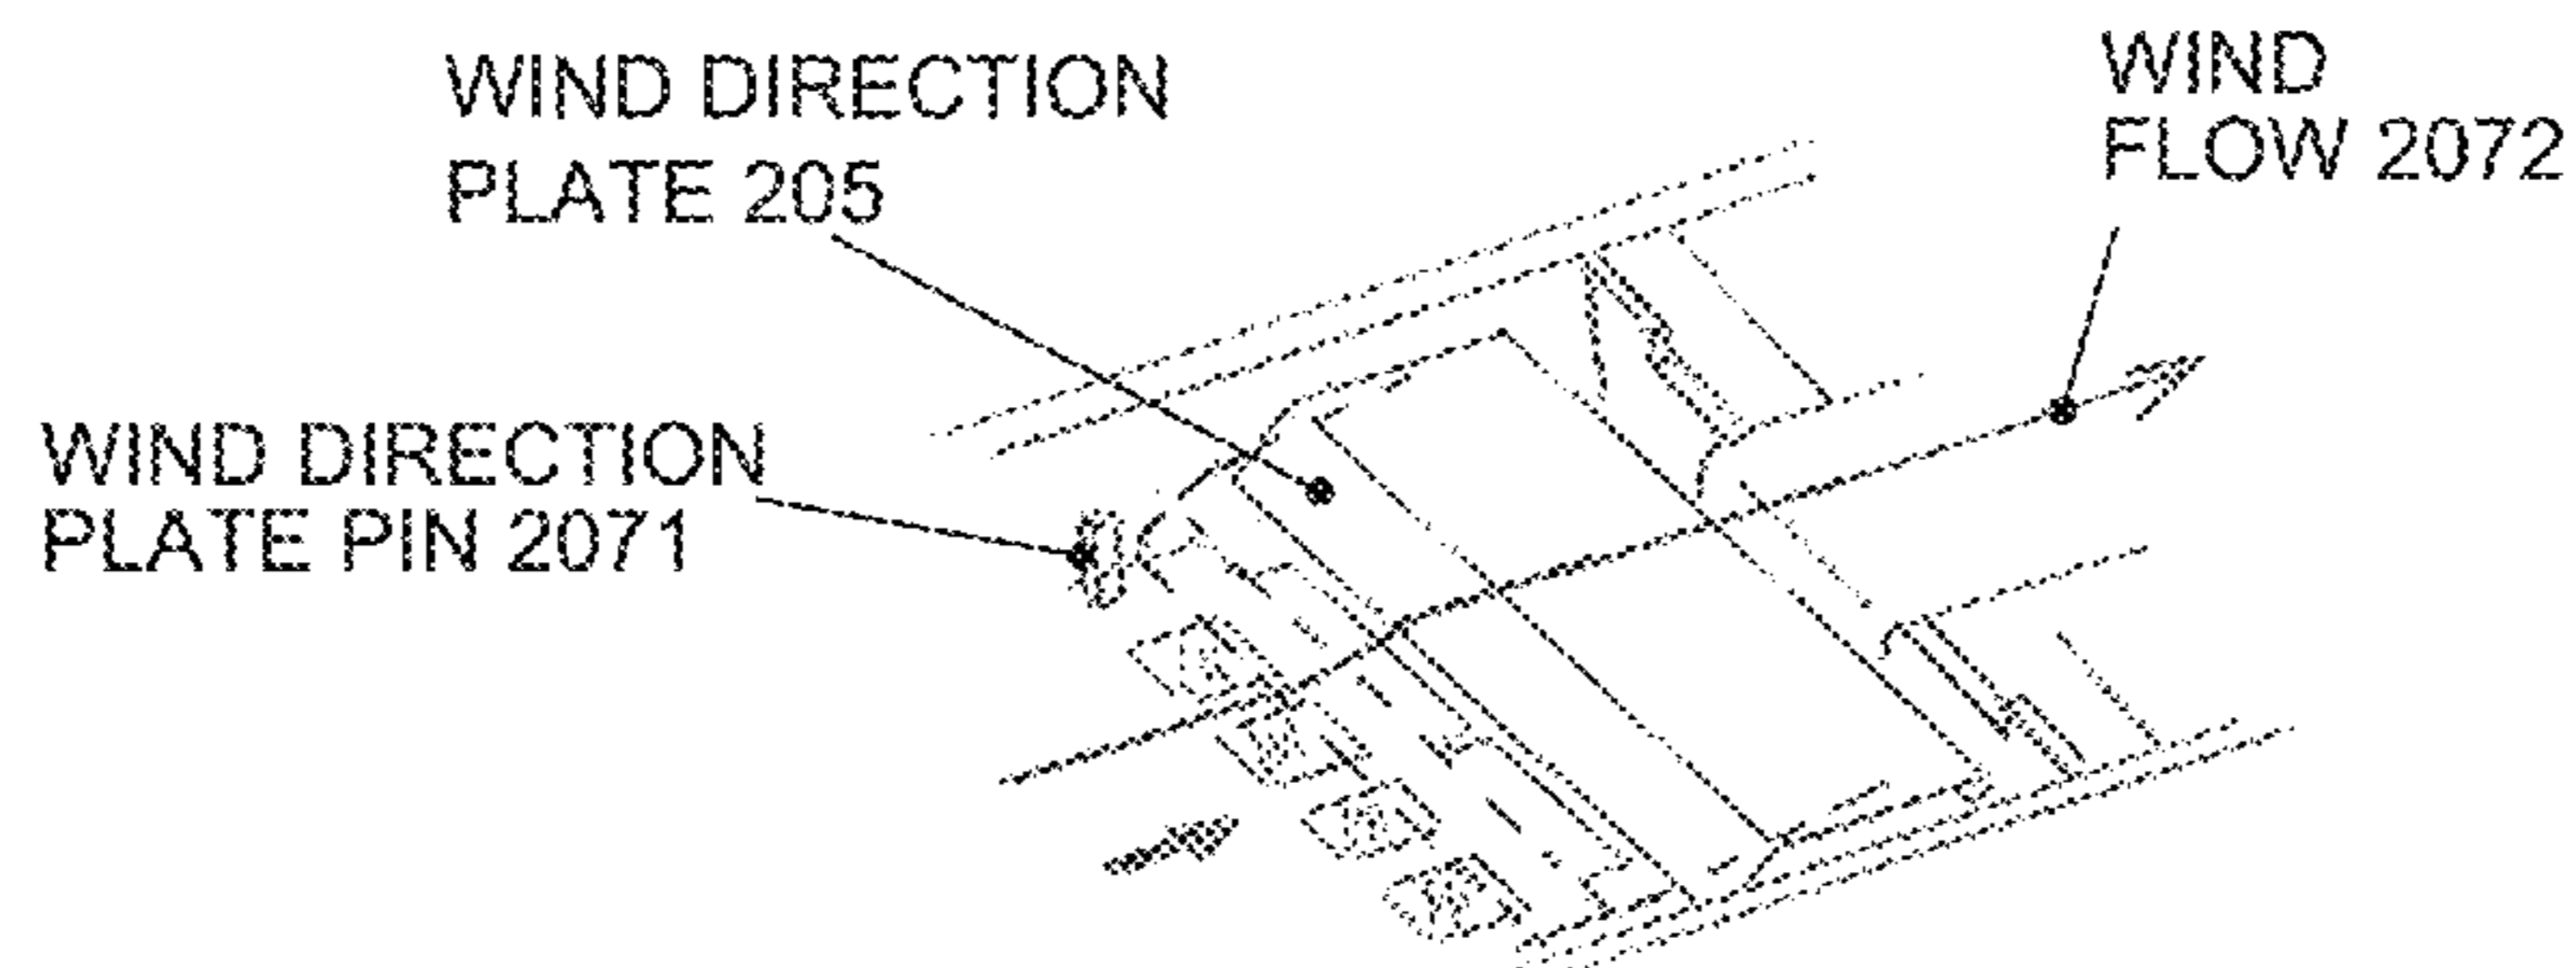 WIND DIRECTION
PLATE 205
WIND
FLOW 2072
WIND DIRECTION
PLATE PIN 2071